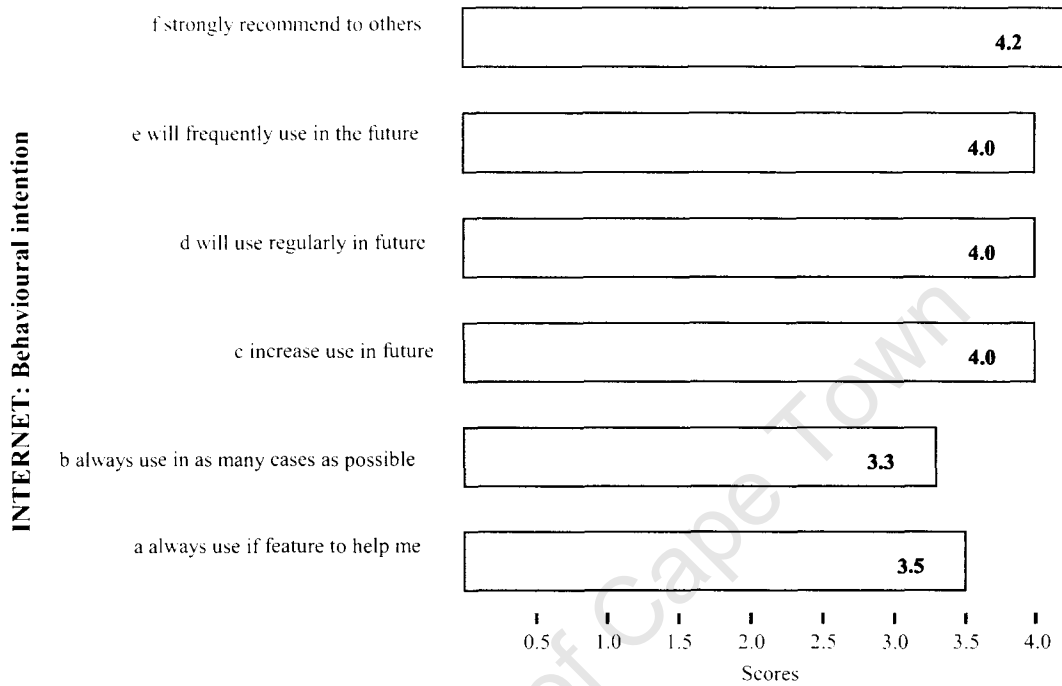 f strongly recommend to others
4.2
e will frequently use in the future
4.0
d will use regularly in future
4.0
c increase use in future
4.0
b always use in as many cases as possible
3.3
a always use if feature to help me
3.5
INTERNET: Behavioural intention
0.5 1.0 1.5 2.0 2.5 3.0 3.5 4.0
Scores
of Cape Town